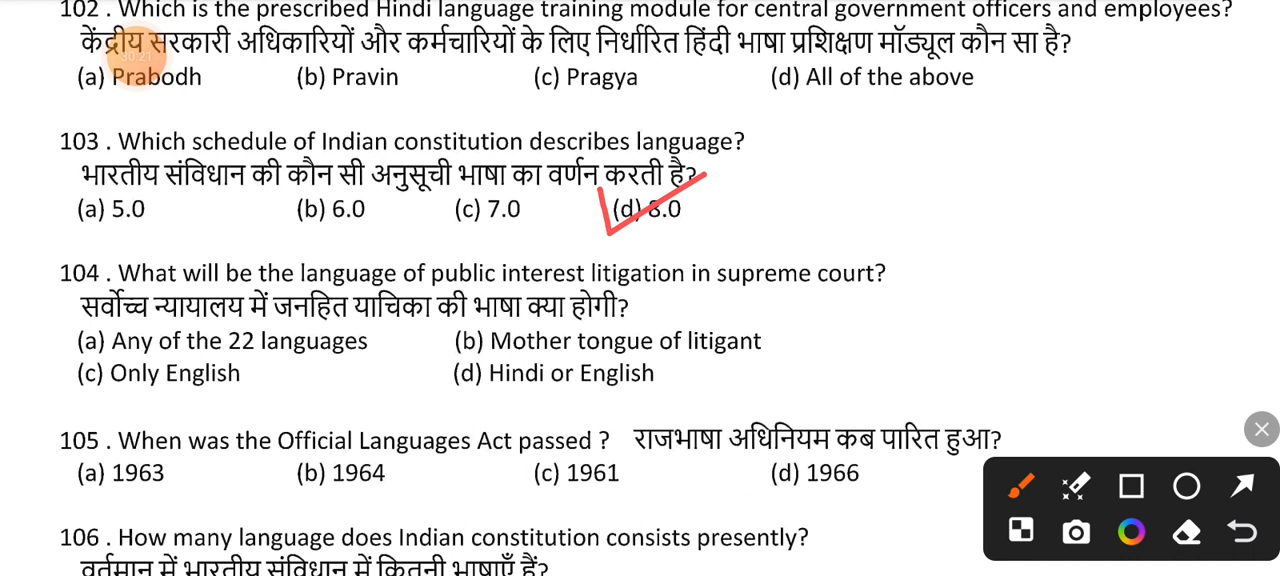 102 . Which is the prescribed Hindi language training module for central government officers and employees?
केंद्रीय सरकारी अधिकारियों और कर्मचारियों के लिए निर्धारित हिंदी भाषा प्रशिक्षण मॉड्यूल कौन सा है?
30:21
(a) Prabodh (b) Pravin (c) Pragya (d) All of the above
103 . Which schedule of Indian constitution describes language?
भारतीय संविधान की कौन सी अनुसूची भाषा का वर्णन करती है?
(a) 5.0 (b) 6.0 (c) 7.0 (d) 8.0
104 . What will be the language of public interest litigation in supreme court?
सर्वोच्च न्यायालय में जनहित याचिका की भाषा क्या होगी?
(a) Any of the 22 languages (b) Mother tongue of litigant
(c) Only English (d) Hindi or English
105 . When was the Official Languages Act passed ? राजभाषा अधिनियम कब पारित हुआ?
(a) 1963 (b) 1964 (c) 1961 (d) 1966
106 . How many language does Indian constitution consists presently?
वर्तमान में भारतीय संविधान में कितनी भाषाएँ हैं?